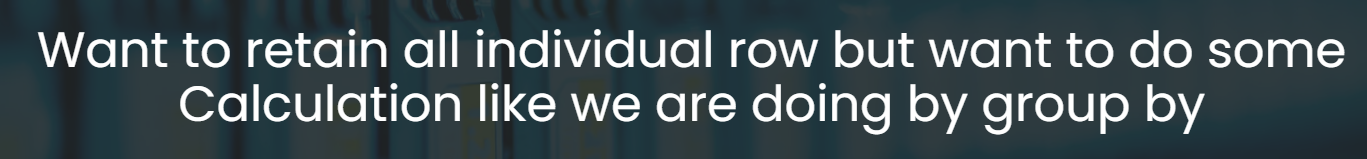 Want to retain all individual row but want to do some
Calculation like we are doing by group by